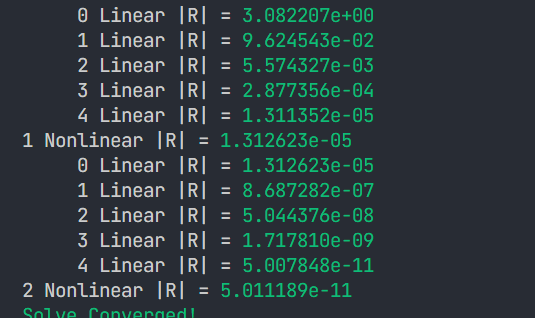 0 Linear |R| = 3.082207e+00
1 Linear |R| = 9.624543e-02
2 Linear |R| = 5.574327e-03
3 Linear |R| = 2.877356e-04
4 Linear |R| = 1.311352e-05
1 Nonlinear |R| = 1.312623e-05
0 Linear |R| = 1.312623e-05
1 Linear |R| = 8.687282e-07
2 Linear |R| = 5.044376e-08
3 Linear |R| = 1.717810e-09
4 Linear |R| = 5.007848e-11
2 Nonlinear |R| = 5.011189e-11
Solve Converged!